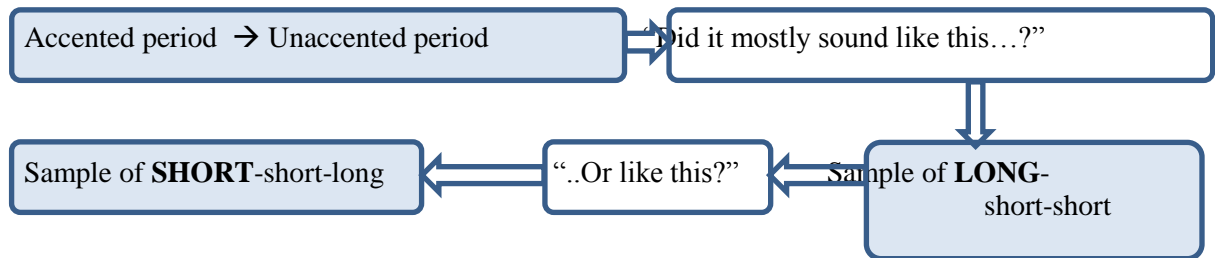 Accented period → Unaccented period
“Did it mostly sound like this…?”
Sample of LONG-
short-short
“..Or like this?”
Sample of SHORT-short-long